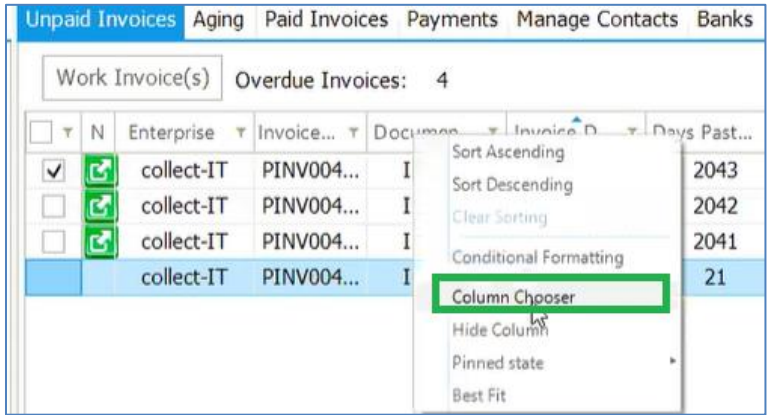 Unpaid Invoices Aging Paid Invoices Payments Manage Contacts Banks
Work Invoice(s) Overdue Invoices: 4
N Enterprise Invoice... Documen Invoice D Days Past...
collect-IT PINV004... I 2043
collect-IT PINV004... I 2042
collect-IT PINV004... I 2041
collect-IT PINV004... I 21
Sort Ascending
Sort Descending
Clear Sorting
Conditional Formatting
Column Chooser
Hide Column
Pinned state
Best Fit